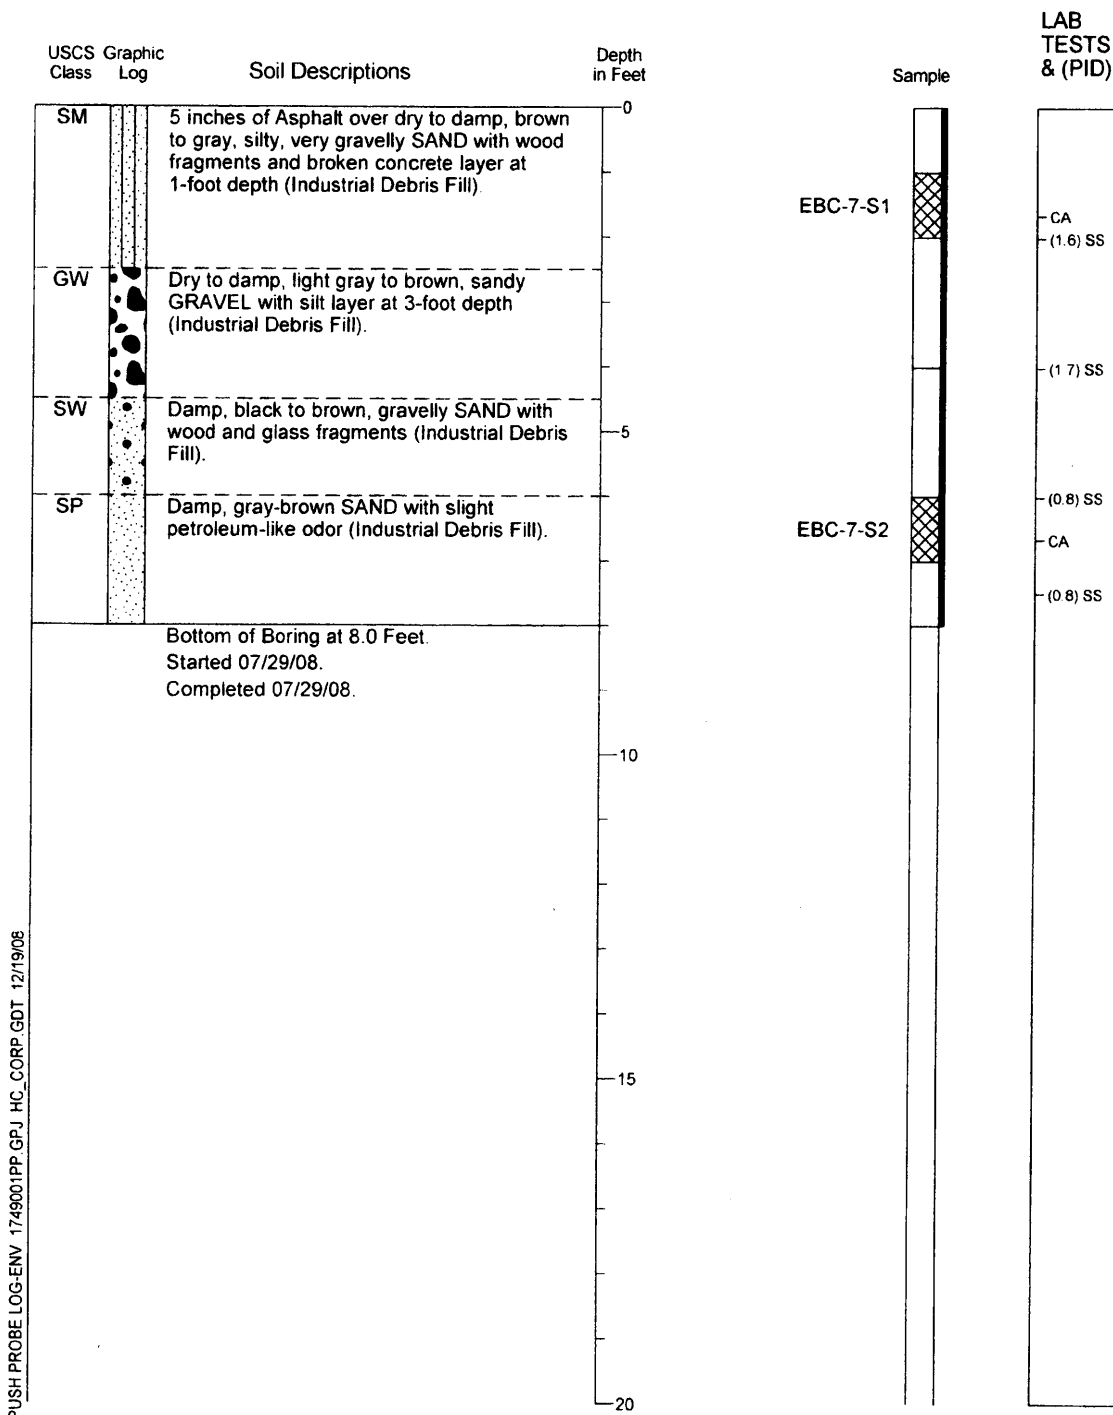 LAB
TESTS
& (PID)
USCS Graphic
Class Log
Soil Descriptions
Depth
in Feet
Sample
SM
5 inches of Asphalt over dry to damp, brown
to gray, silty, very gravelly SAND with wood
fragments and broken concrete layer at
1-foot depth (Industrial Debris Fill).
0
EBC-7-S1
CA
(1.6) SS
GW
Dry to damp, light gray to brown, sandy
GRAVEL with silt layer at 3-foot depth
(Industrial Debris Fill).
(1 7) SS
SW
Damp, black to brown, gravelly SAND with
wood and glass fragments (Industrial Debris
Fill).
5
SP
Damp, gray-brown SAND with slight
petroleum-like odor (Industrial Debris Fill).
(0.8) SS
EBC-7-S2
CA
(0 8) SS
Bottom of Boring at 8.0 Feet.
Started 07/29/08.
Completed 07/29/08.
10
15
20
PUSH PROBE LOG-ENV 1749001PP.GPJ HC_CORP.GDT 12/19/08